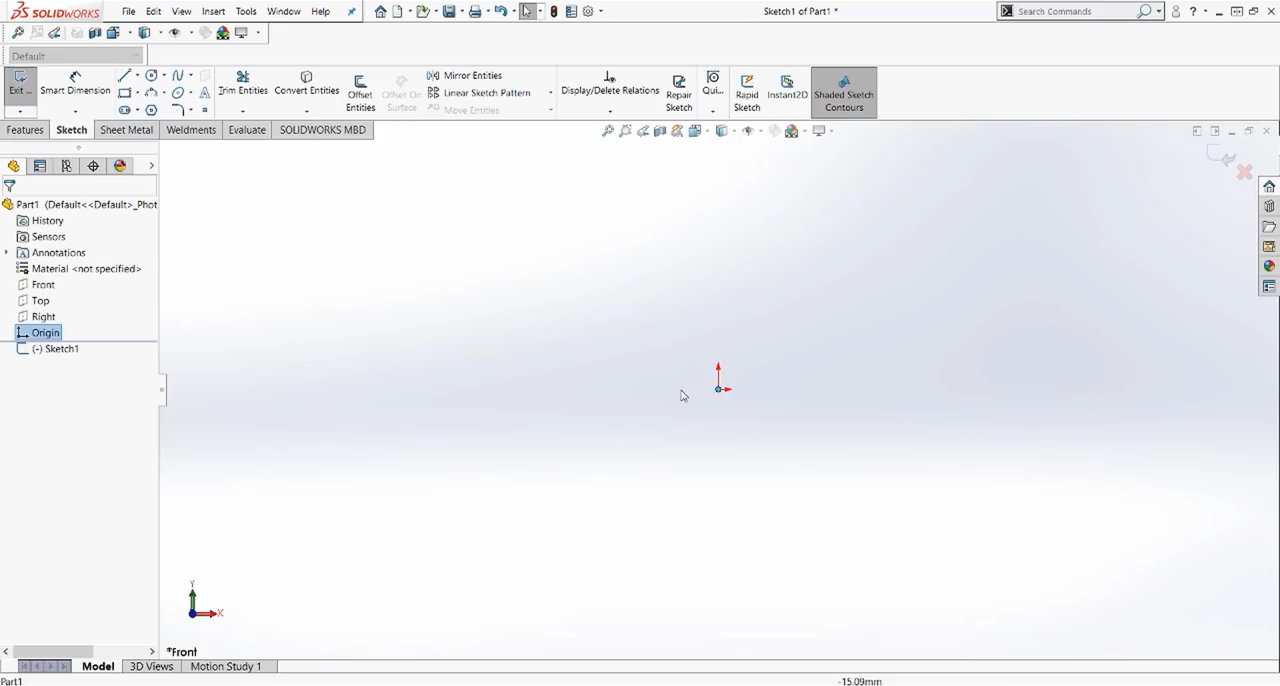 SOLIDWORKS File Edit View Insert Tools Window Help Sketch1 of Part1 * Search Commands ?
Default
Exit ... Smart Dimension Trim Entities Convert Entities Offset Entities Offset On Surface Mirror Entities
Linear Sketch Pattern
Move Entities
Display/Delete Relations Repair Sketch Qui... Rapid Sketch Instant2D Shaded Sketch Contours
Features Sketch Sheet Metal Weldments Evaluate SOLIDWORKS MBD
Part1 (Default<<Default>_Phot
History
Sensors
Annotations
Material <not specified>
Front
Top
Right
Origin
(-) Sketch1
Y
X
*Front
Model 3D Views Motion Study 1
Part1 -15.09mm